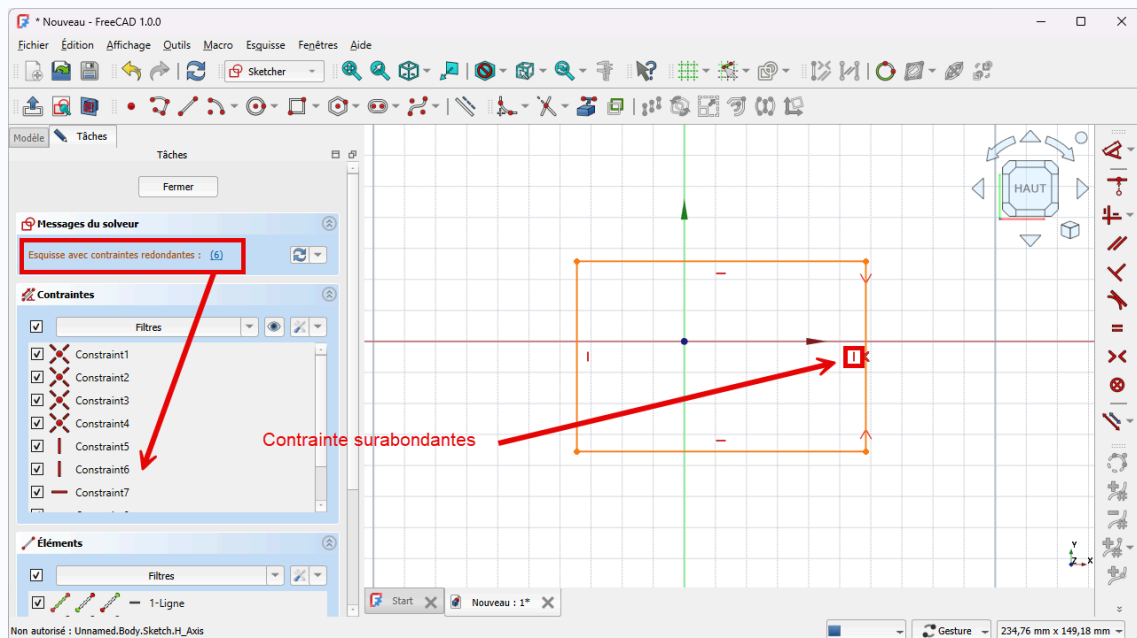 * Nouveau - FreeCAD 1.0.0
Fichier Édition Affichage Outils Macro Esquisse Fenêtres Aide
Sketcher
Modèle Tâches
Tâches
Fermer
Messages du solveur
Esquisse avec contraintes redondantes : (6)
Contraintes
Filtres
Constraint1
Constraint2
Constraint3
Constraint4
Constraint5
Constraint6
Constraint7
Contrainte surabondantes
HAUT
Éléments
Filtres
1-Ligne
Y
Z X
Start Nouveau : 1*
Non autorisé : Unnamed.Body.Sketch.H_Axis
Gesture 234,76 mm x 149,18 mm